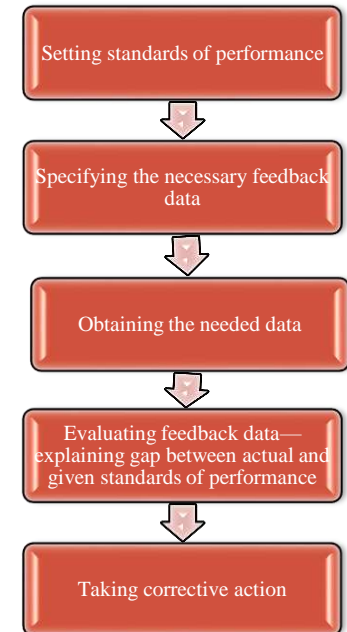 Setting standards of performance
Specifying the necessary feedback
data
Obtaining the needed data
Evaluating feedback data—
explaining gap between actual and
given standards of performance
Taking corrective action